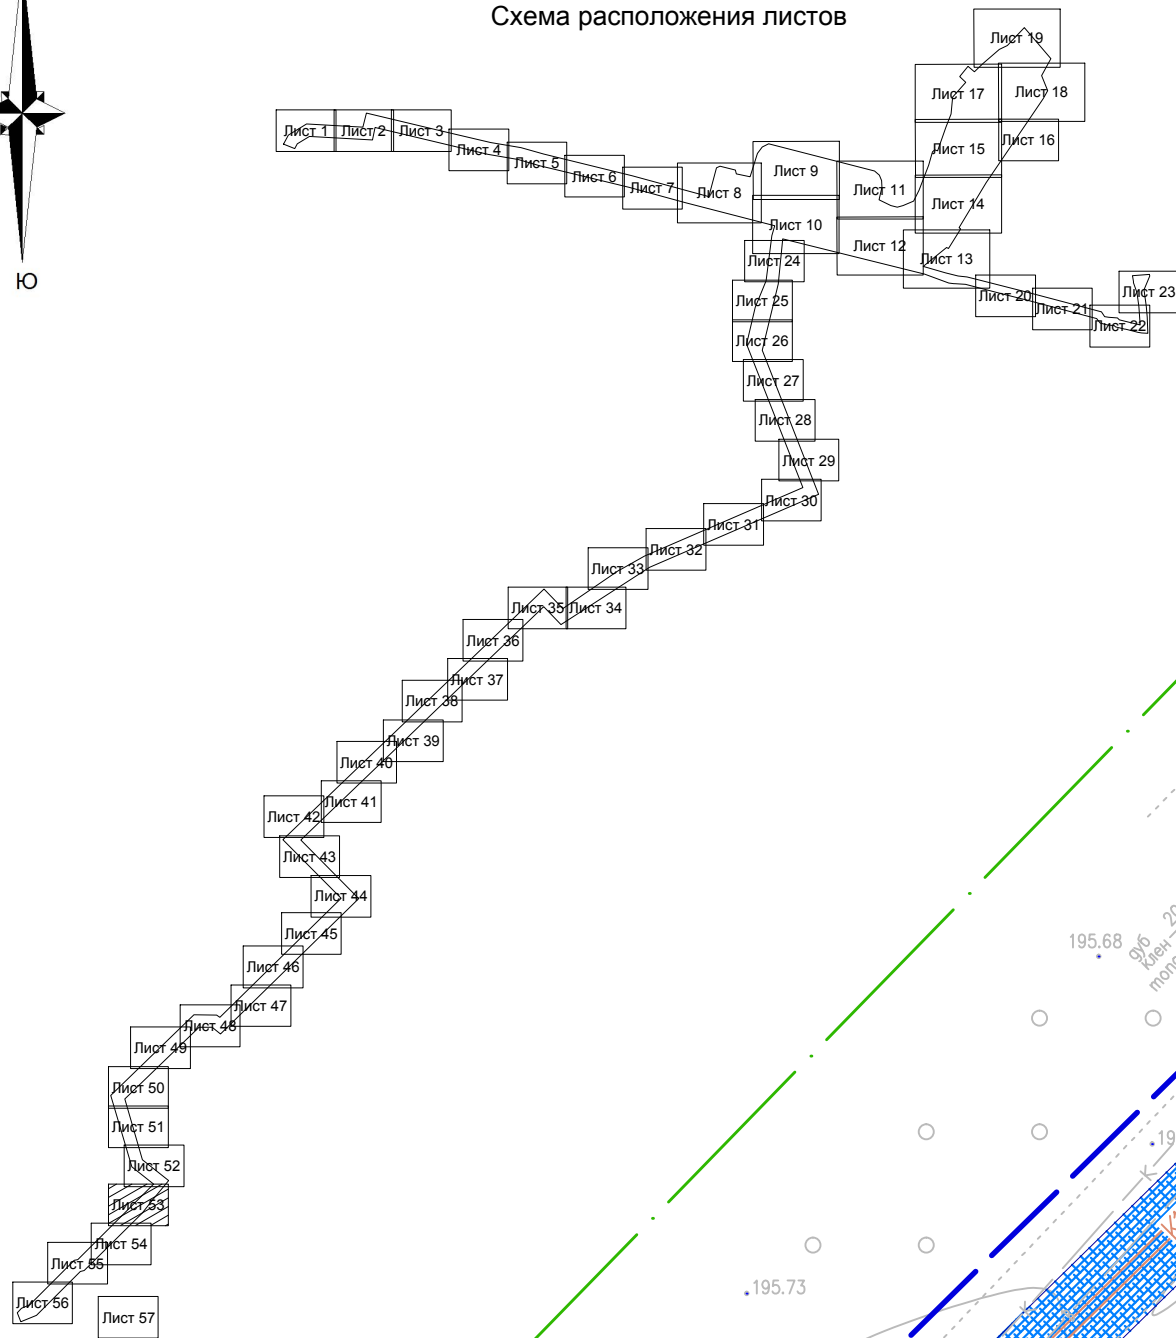 Схема расположения листов
Ю
Лист 1
Лист 2
Лист 3
Лист 4
Лист 5
Лист 6
Лист 7
Лист 8
Лист 9
Лист 10
Лист 11
Лист 12
Лист 13
Лист 14
Лист 15
Лист 16
Лист 17
Лист 18
Лист 19
Лист 20
Лист 21
Лист 22
Лист 23
Лист 24
Лист 25
Лист 26
Лист 27
Лист 28
Лист 29
Лист 30
Лист 31
Лист 32
Лист 33
Лист 34
Лист 35
Лист 36
Лист 37
Лист 38
Лист 39
Лист 40
Лист 41
Лист 42
Лист 43
Лист 44
Лист 45
Лист 46
Лист 47
Лист 48
Лист 49
Лист 50
Лист 51
Лист 52
Лист 53
Лист 54
Лист 55
Лист 56
Лист 57
195.68
дуб
клен
195.73
К